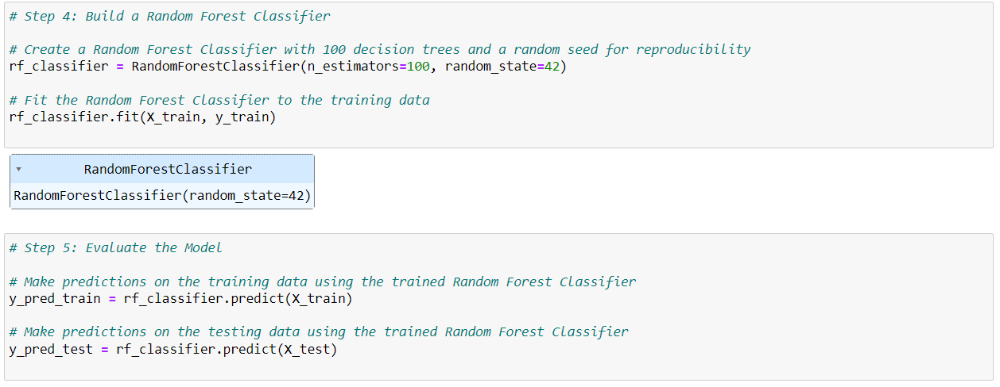 # Step 4: Build a Random Forest Classifier
# Create a Random Forest Classifier with 100 decision trees and a random seed for reproducibility
rf_classifier = RandomForestClassifier(n_estimators=100, random_state=42)
# Fit the Random Forest Classifier to the training data
rf_classifier.fit(X_train, y_train)
▾ RandomForestClassifier
RandomForestClassifier(random_state=42)
# Step 5: Evaluate the Model
# Make predictions on the training data using the trained Random Forest Classifier
y_pred_train = rf_classifier.predict(X_train)
# Make predictions on the testing data using the trained Random Forest Classifier
y_pred_test = rf_classifier.predict(X_test)